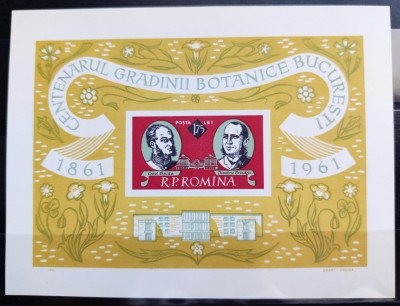 CENTENARUL GRADINII BOTANICE BUCURESTI
1861
1961
POSTA LEI
1.75
R.P.ROMINA